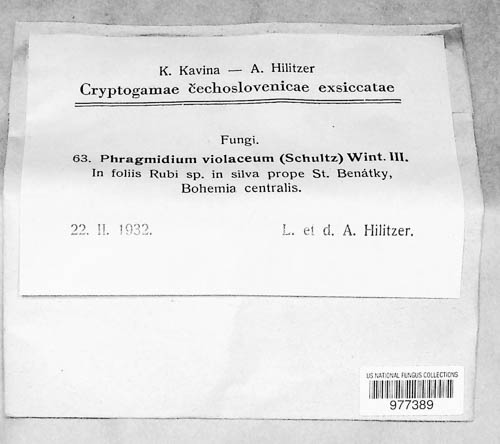 K. Kavina — A. Hilitzer
Cryptogamae čechoslovenicae exsiccatae
Fungi.
63. Phragmidium violaceum (Schultz) Wint. III.
In foliis Rubi sp. in silva prope St. Benátky,
Bohemia centralis.
22. II. 1932. L. et d. A. Hilitzer.
US NATIONAL FUNGUS COLLECTIONS
977389